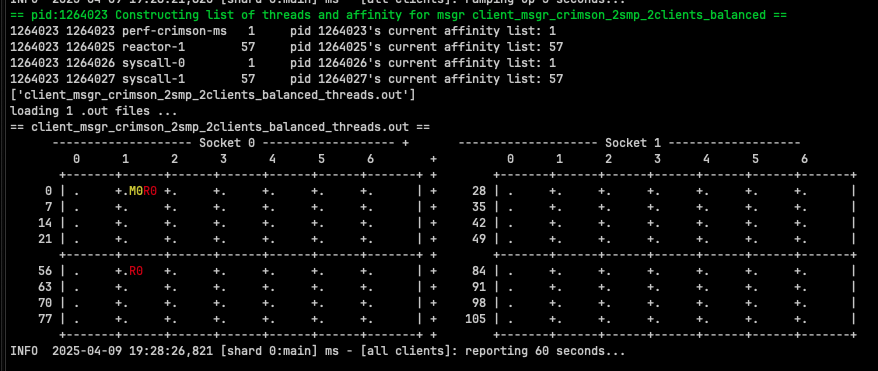 INFO  2025-04-09 19:28:21,820 [shard 0:main] ms - [all clients]: ramping up 5 seconds...
== pid:1264023 Constructing list of threads and affinity for msgr client_msgr_crimson_2smp_2clients_balanced ==
1264023 1264023 perf-crimson-ms   1     pid 1264023's current affinity list: 1
1264023 1264025 reactor-1        57     pid 1264025's current affinity list: 57
1264023 1264026 syscall-0         1     pid 1264026's current affinity list: 1
1264023 1264027 syscall-1        57     pid 1264027's current affinity list: 57
['client_msgr_crimson_2smp_2clients_balanced_threads.out']
loading 1 .out files ...
== client_msgr_crimson_2smp_2clients_balanced_threads.out ==
      ------------------- Socket 0 ------------------- +       ------------------- Socket 1 -------------------
         0      1      2      3      4      5      6        +          0      1      2      3      4      5      6
       +------+------+------+------+------+------+------+ +       +------+------+------+------+------+------+------+
     0 | .     +.M0R0 +.     +.     +.     +.     +.     | +    28 | .     +.     +.     +.     +.     +.     +.     |
     7 | .     +.     +.     +.     +.     +.     +.     | +    35 | .     +.     +.     +.     +.     +.     +.     |
    14 | .     +.     +.     +.     +.     +.     +.     | +    42 | .     +.     +.     +.     +.     +.     +.     |
    21 | .     +.     +.     +.     +.     +.     +.     | +    49 | .     +.     +.     +.     +.     +.     +.     |
       +------+------+------+------+------+------+------+ +       +------+------+------+------+------+------+------+
    56 | .     +.R0   +.     +.     +.     +.     +.     | +    84 | .     +.     +.     +.     +.     +.     +.     |
    63 | .     +.     +.     +.     +.     +.     +.     | +    91 | .     +.     +.     +.     +.     +.     +.     |
    70 | .     +.     +.     +.     +.     +.     +.     | +    98 | .     +.     +.     +.     +.     +.     +.     |
    77 | .     +.     +.     +.     +.     +.     +.     | +   105 | .     +.     +.     +.     +.     +.     +.     |
       +------+------+------+------+------+------+------+ +       +------+------+------+------+------+------+------+
INFO  2025-04-09 19:28:26,821 [shard 0:main] ms - [all clients]: reporting 60 seconds...